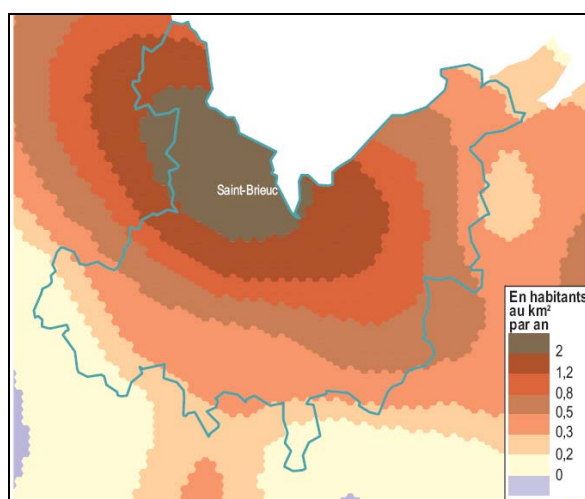 Saint-Brieuc
En habitants
au km²
par an
2
1,2
0,8
0,5
0,3
0,2
0